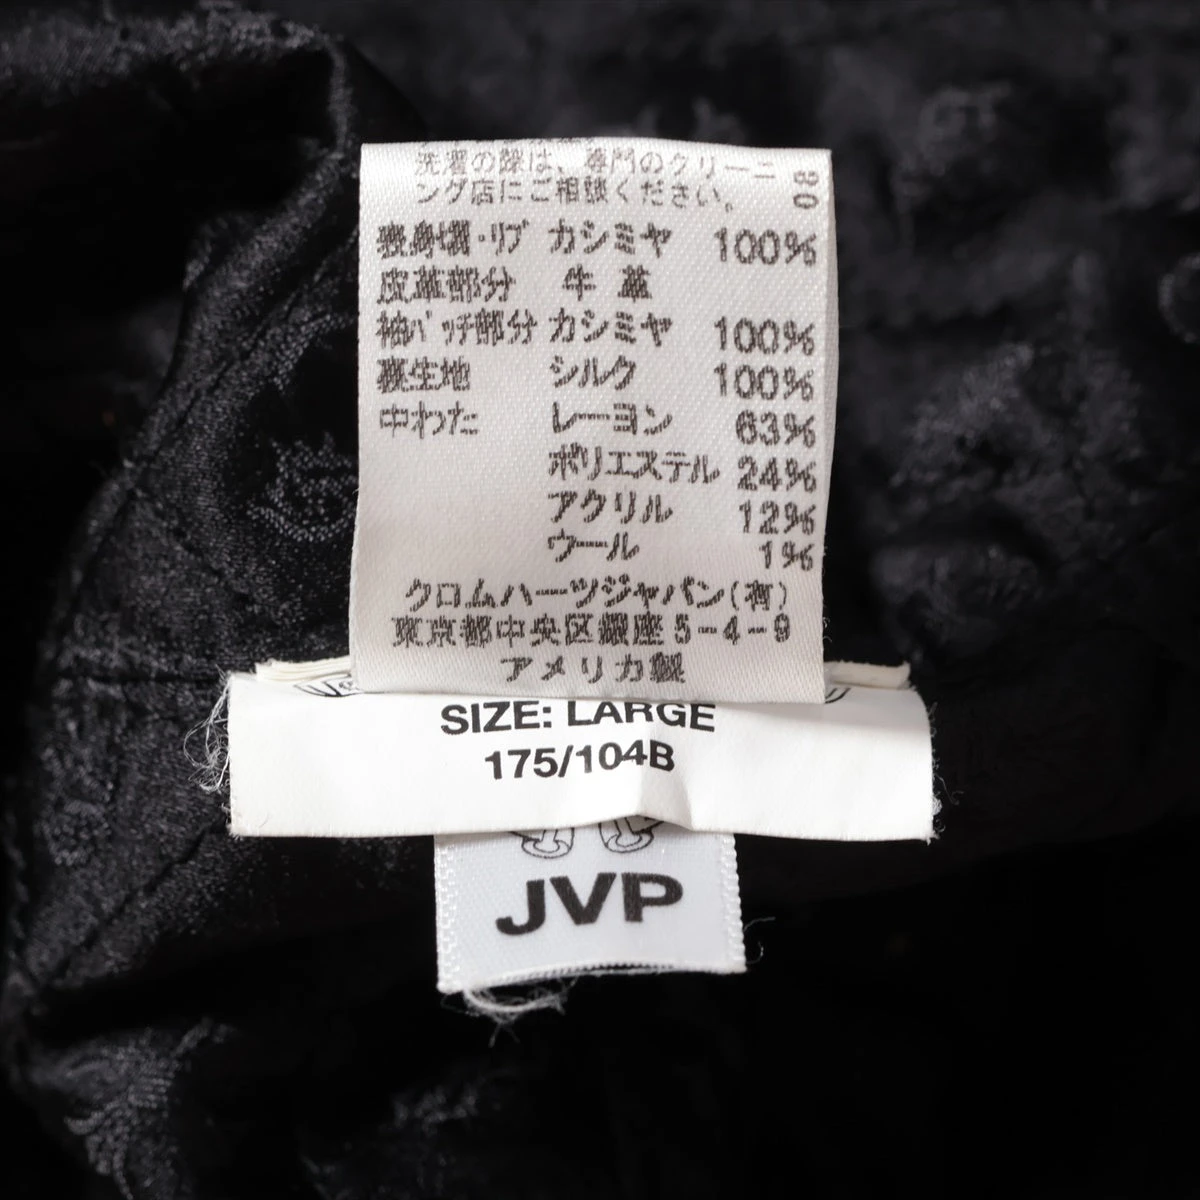 洗濯の際は、専門のクリーニ
ング店にご相談ください。
08
表身頃・リブ カシミヤ 100%
皮革部分 牛革
袖パッチ部分 カシミヤ 100%
裏生地 シルク 100%
中わた レーヨン 63%
ポリエステル 24%
アクリル 12%
ウール 1%
クロムハーツジャパン(有)
東京都中央区銀座5-4-9
アメリカ製
SIZE: LARGE
175/104B
JVP